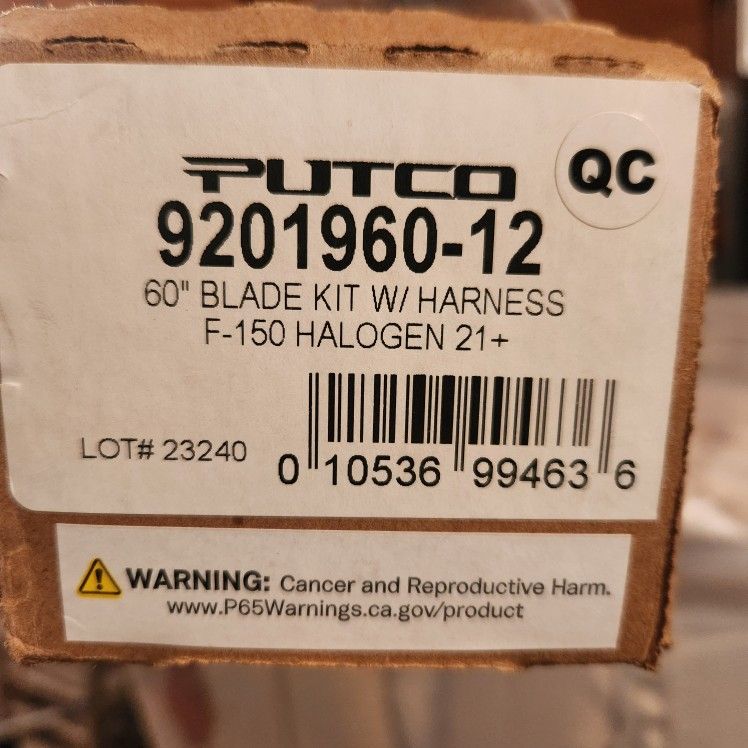 PUTCO
QC
9201960-12
60" BLADE KIT W/ HARNESS
F-150 HALOGEN 21+
LOT# 23240
0 10536 99463 6
WARNING: Cancer and Reproductive Harm.
www.P65Warnings.ca.gov/product